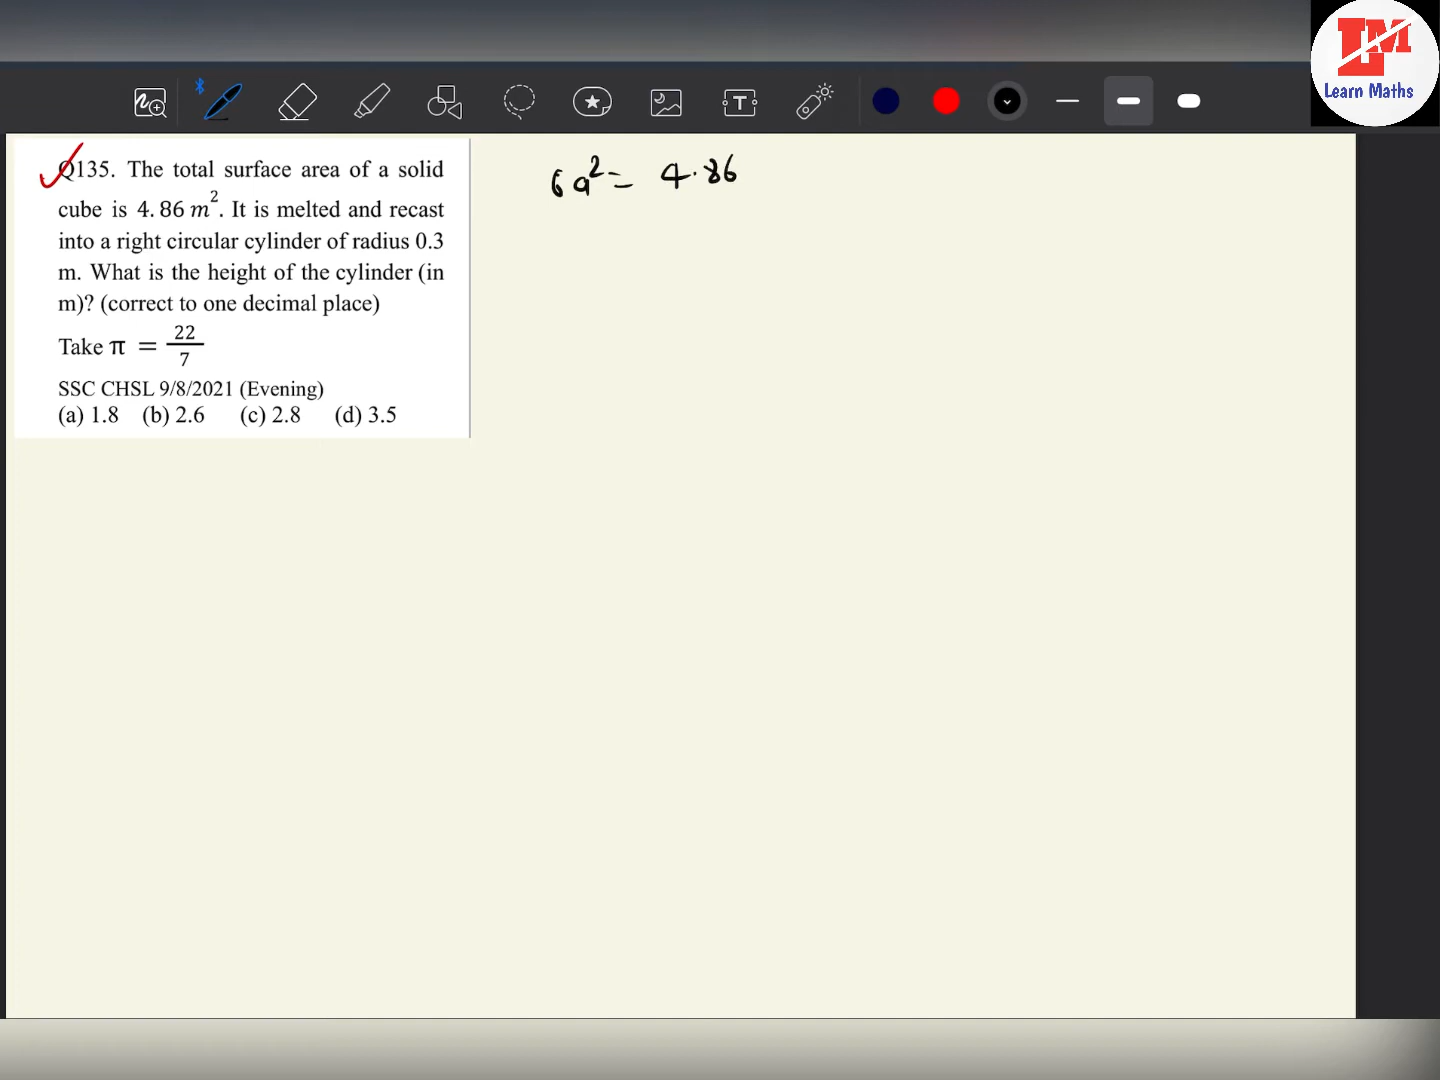 LM
Learn Maths
Q135. The total surface area of a solid
cube is 4.86 m². It is melted and recast
into a right circular cylinder of radius 0.3
m. What is the height of the cylinder (in
m)? (correct to one decimal place)
Take π = 22/7
SSC CHSL 9/8/2021 (Evening)
(a) 1.8 (b) 2.6 (c) 2.8 (d) 3.5
6a² = 4.86